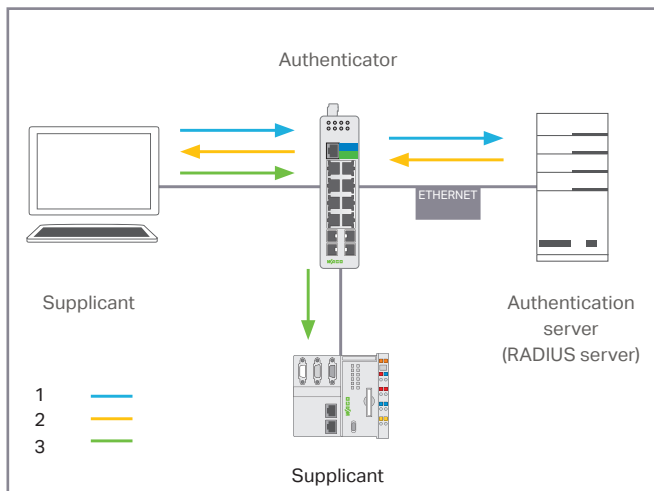 Authenticator
ETHERNET
Supplicant
Authentication
server
(RADIUS server)
1
2
3
Supplicant